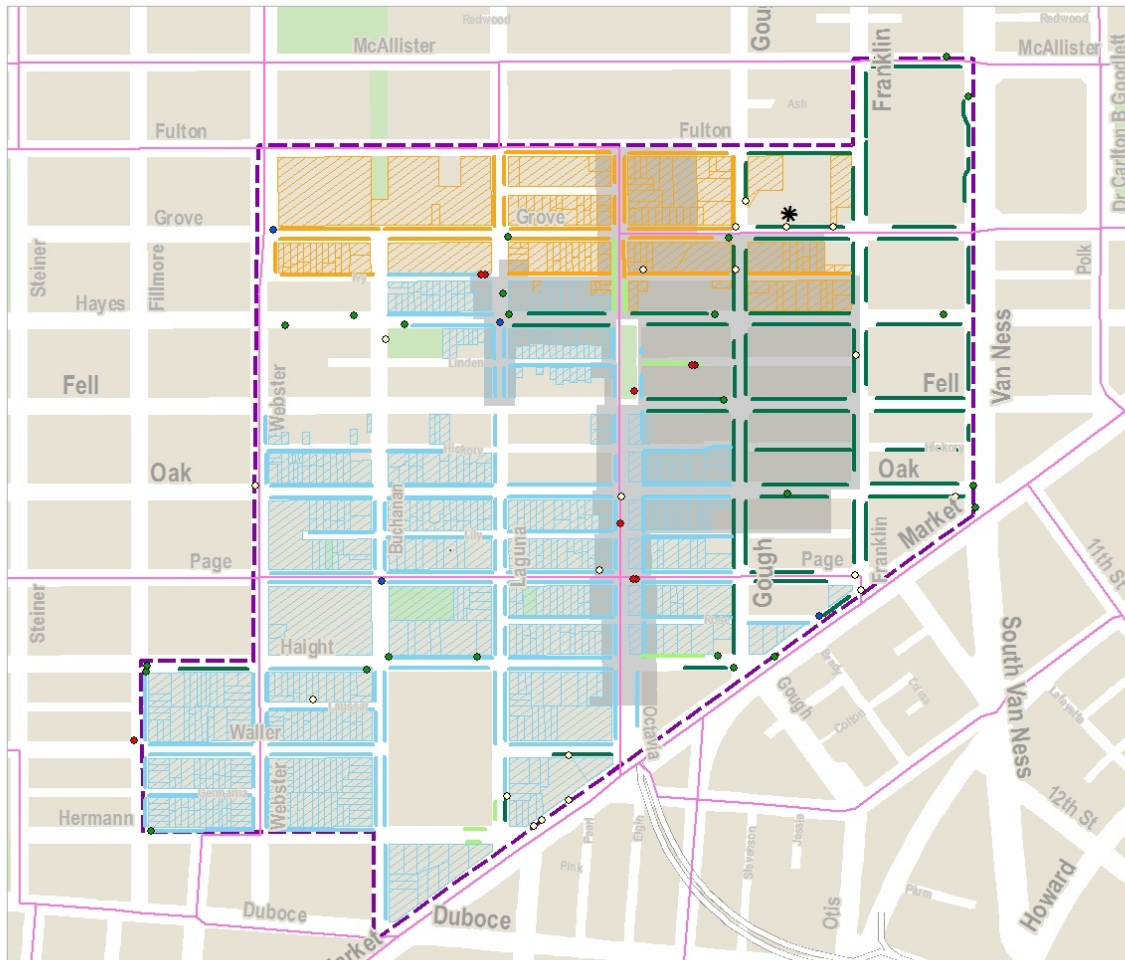 Redwood
Gou
Redwood
McAllister
Franklin
McAllister
Ash
Dr Carlton B Goodlett
Fulton
Fulton
Grove
Grove
Steiner
Fillmore
Polk
Hayes
Van Ness
Linden
Fell
Webster
Fell
Hickory
Hickory
Oak
Oak
Buchanan
Market
Lily
Laguna
Franklin
Page
Gough
Page
11th St
Steiner
Rose
Haight
South Van Ness
Brady
Gough
Colusa
Lafayette
Laussat
Octavia
Colton
Waller
Webster
Germania
12th St
Hermann
Pearl
Elgin
Stevenson
Jessie
Pink
Plum
Howard
Otis
Duboce
Duboce
Market